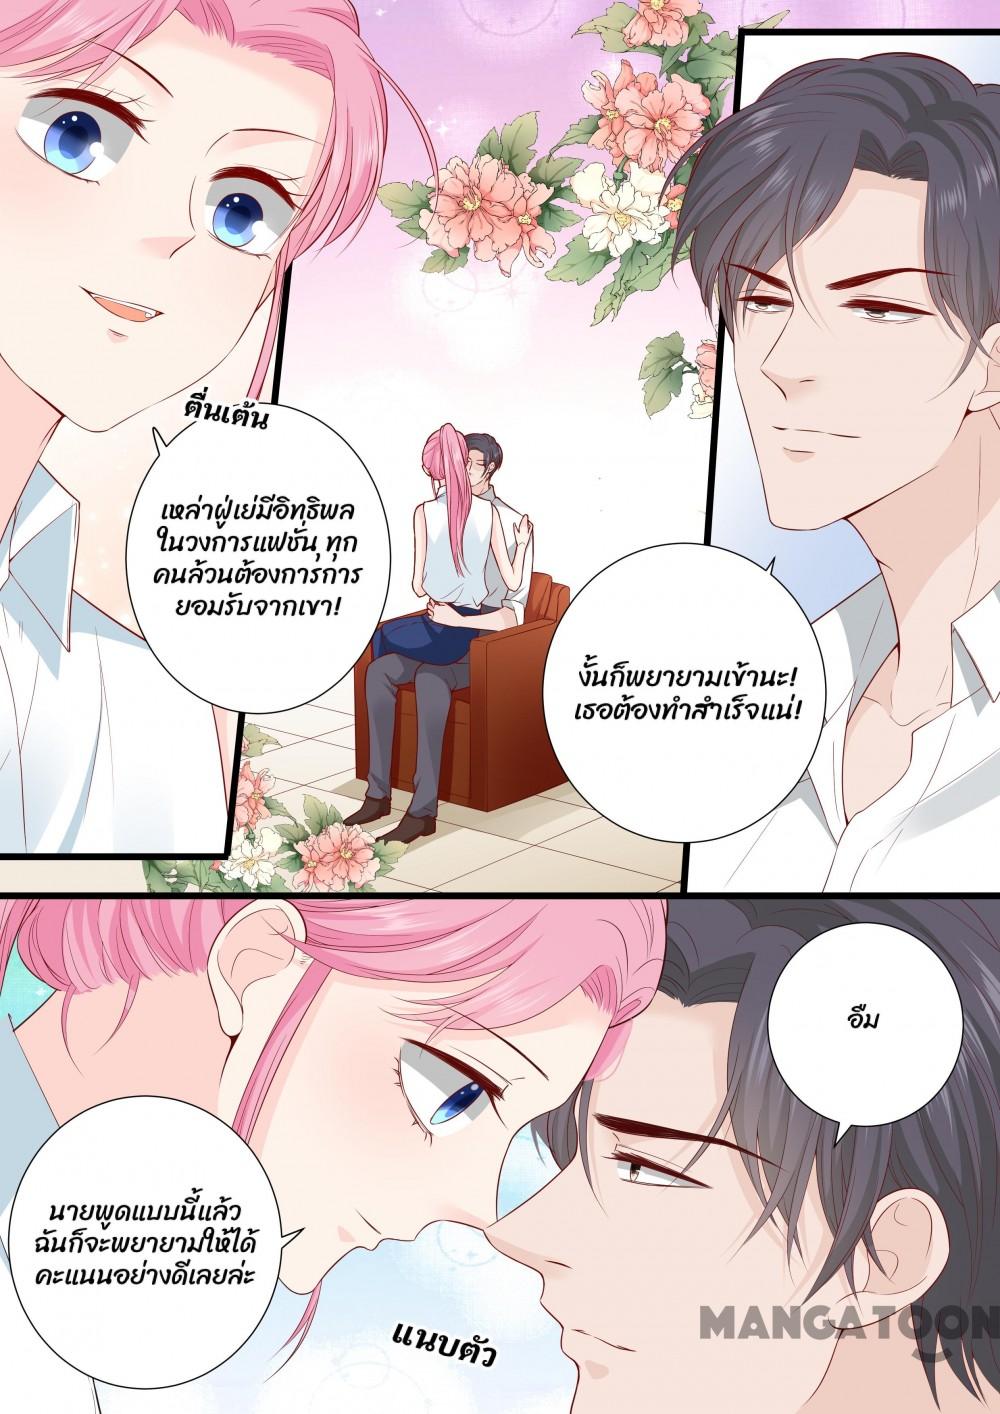 ตื่นเต้น
เหล่าฝูเย่มีอิทธิพล
ในวงการแฟชั่น ทุก
คนล้วนต้องการการ
ยอมรับจากเขา!
งั้นก็พยายามเข้านะ!
เธอต้องทำสำเร็จแน่!
อืม
นายพูดแบบนี้แล้ว
ฉันก็จะพยายามให้ได้
คะแนนอย่างดีเลยล่ะ
แนบตัว
MANGATOON